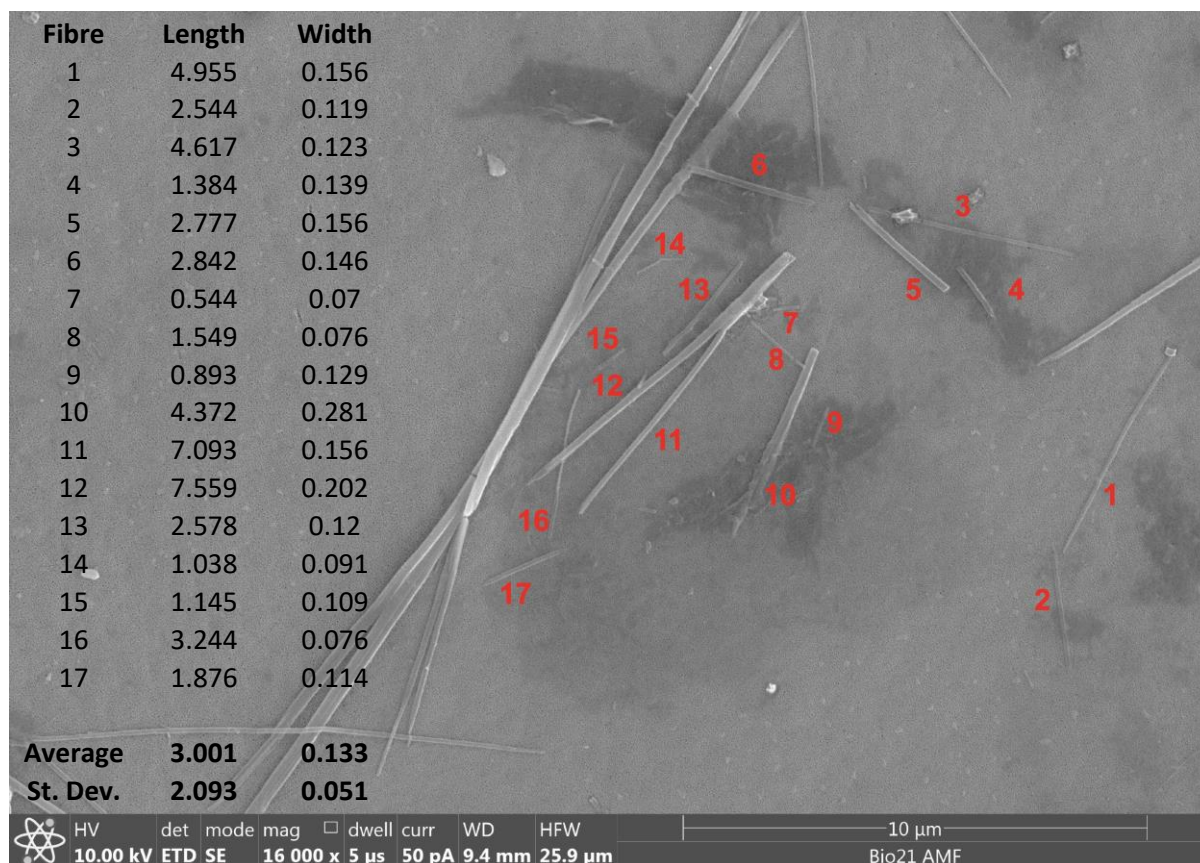 Fibre Length Width
1 4.955 0.156
2 2.544 0.119
3 4.617 0.123
4 1.384 0.139
5 2.777 0.156
6 2.842 0.146
7 0.544 0.07
8 1.549 0.076
9 0.893 0.129
10 4.372 0.281
11 7.093 0.156
12 7.559 0.202
13 2.578 0.12
14 1.038 0.091
15 1.145 0.109
16 3.244 0.076
17 1.876 0.114
Average 3.001 0.133
St. Dev. 2.093 0.051
6
3
14
13
5
4
7
15
8
12
9
11
10
1
16
17
2
HV det mode mag □ dwell curr WD HFW 10 µm
10.00 kV ETD SE 16 000 x 5 µs 50 pA 9.4 mm 25.9 µm Bio21 AMF